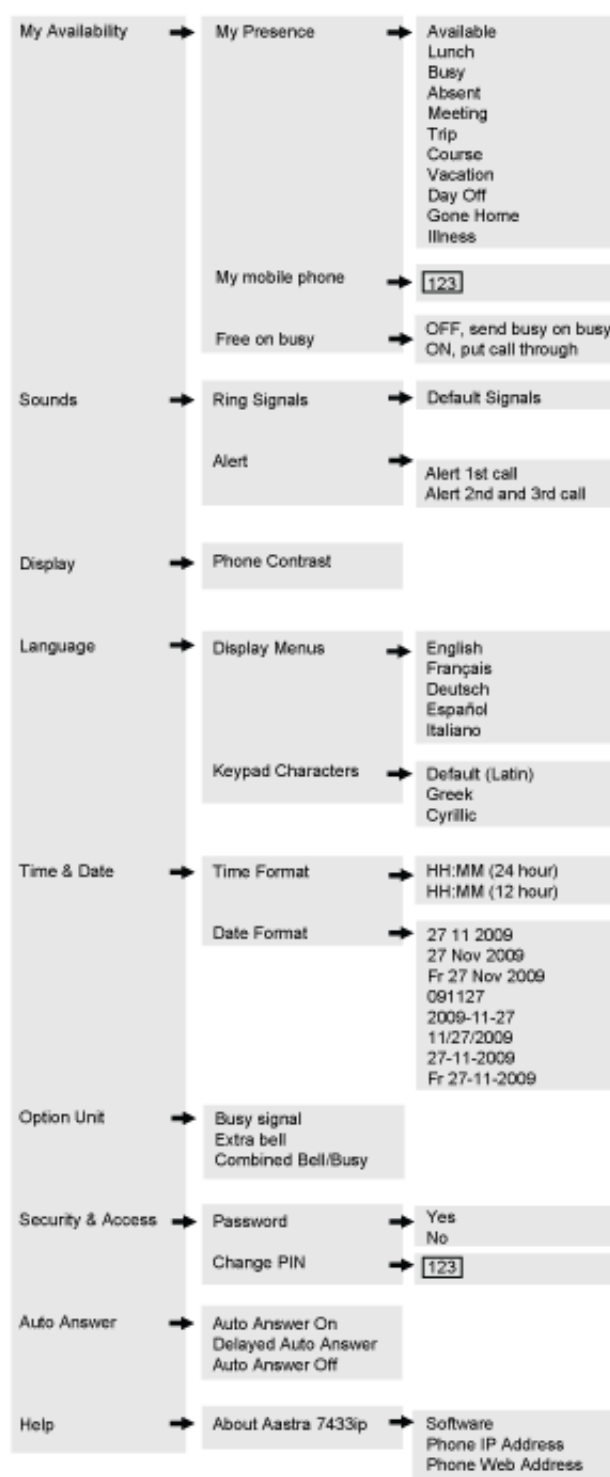 My Availability
My Presence
Available
Lunch
Busy
Absent
Meeting
Trip
Course
Vacation
Day Off
Gone Home
Illness
My mobile phone
123
Free on busy
OFF, send busy on busy
ON, put call through
Sounds
Ring Signals
Default Signals
Alert
Alert 1st call
Alert 2nd and 3rd call
Display
Phone Contrast
Language
Display Menus
English
Français
Deutsch
Español
Italiano
Keypad Characters
Default (Latin)
Greek
Cyrillic
Time & Date
Time Format
HH:MM (24 hour)
HH:MM (12 hour)
Date Format
27 11 2009
27 Nov 2009
Fr 27 Nov 2009
091127
2009-11-27
11/27/2009
27-11-2009
Fr 27-11-2009
Option Unit
Busy signal
Extra bell
Combined Bell/Busy
Security & Access
Password
Yes
No
Change PIN
123
Auto Answer
Auto Answer On
Delayed Auto Answer
Auto Answer Off
Help
About Aastra 7433ip
Software
Phone IP Address
Phone Web Address